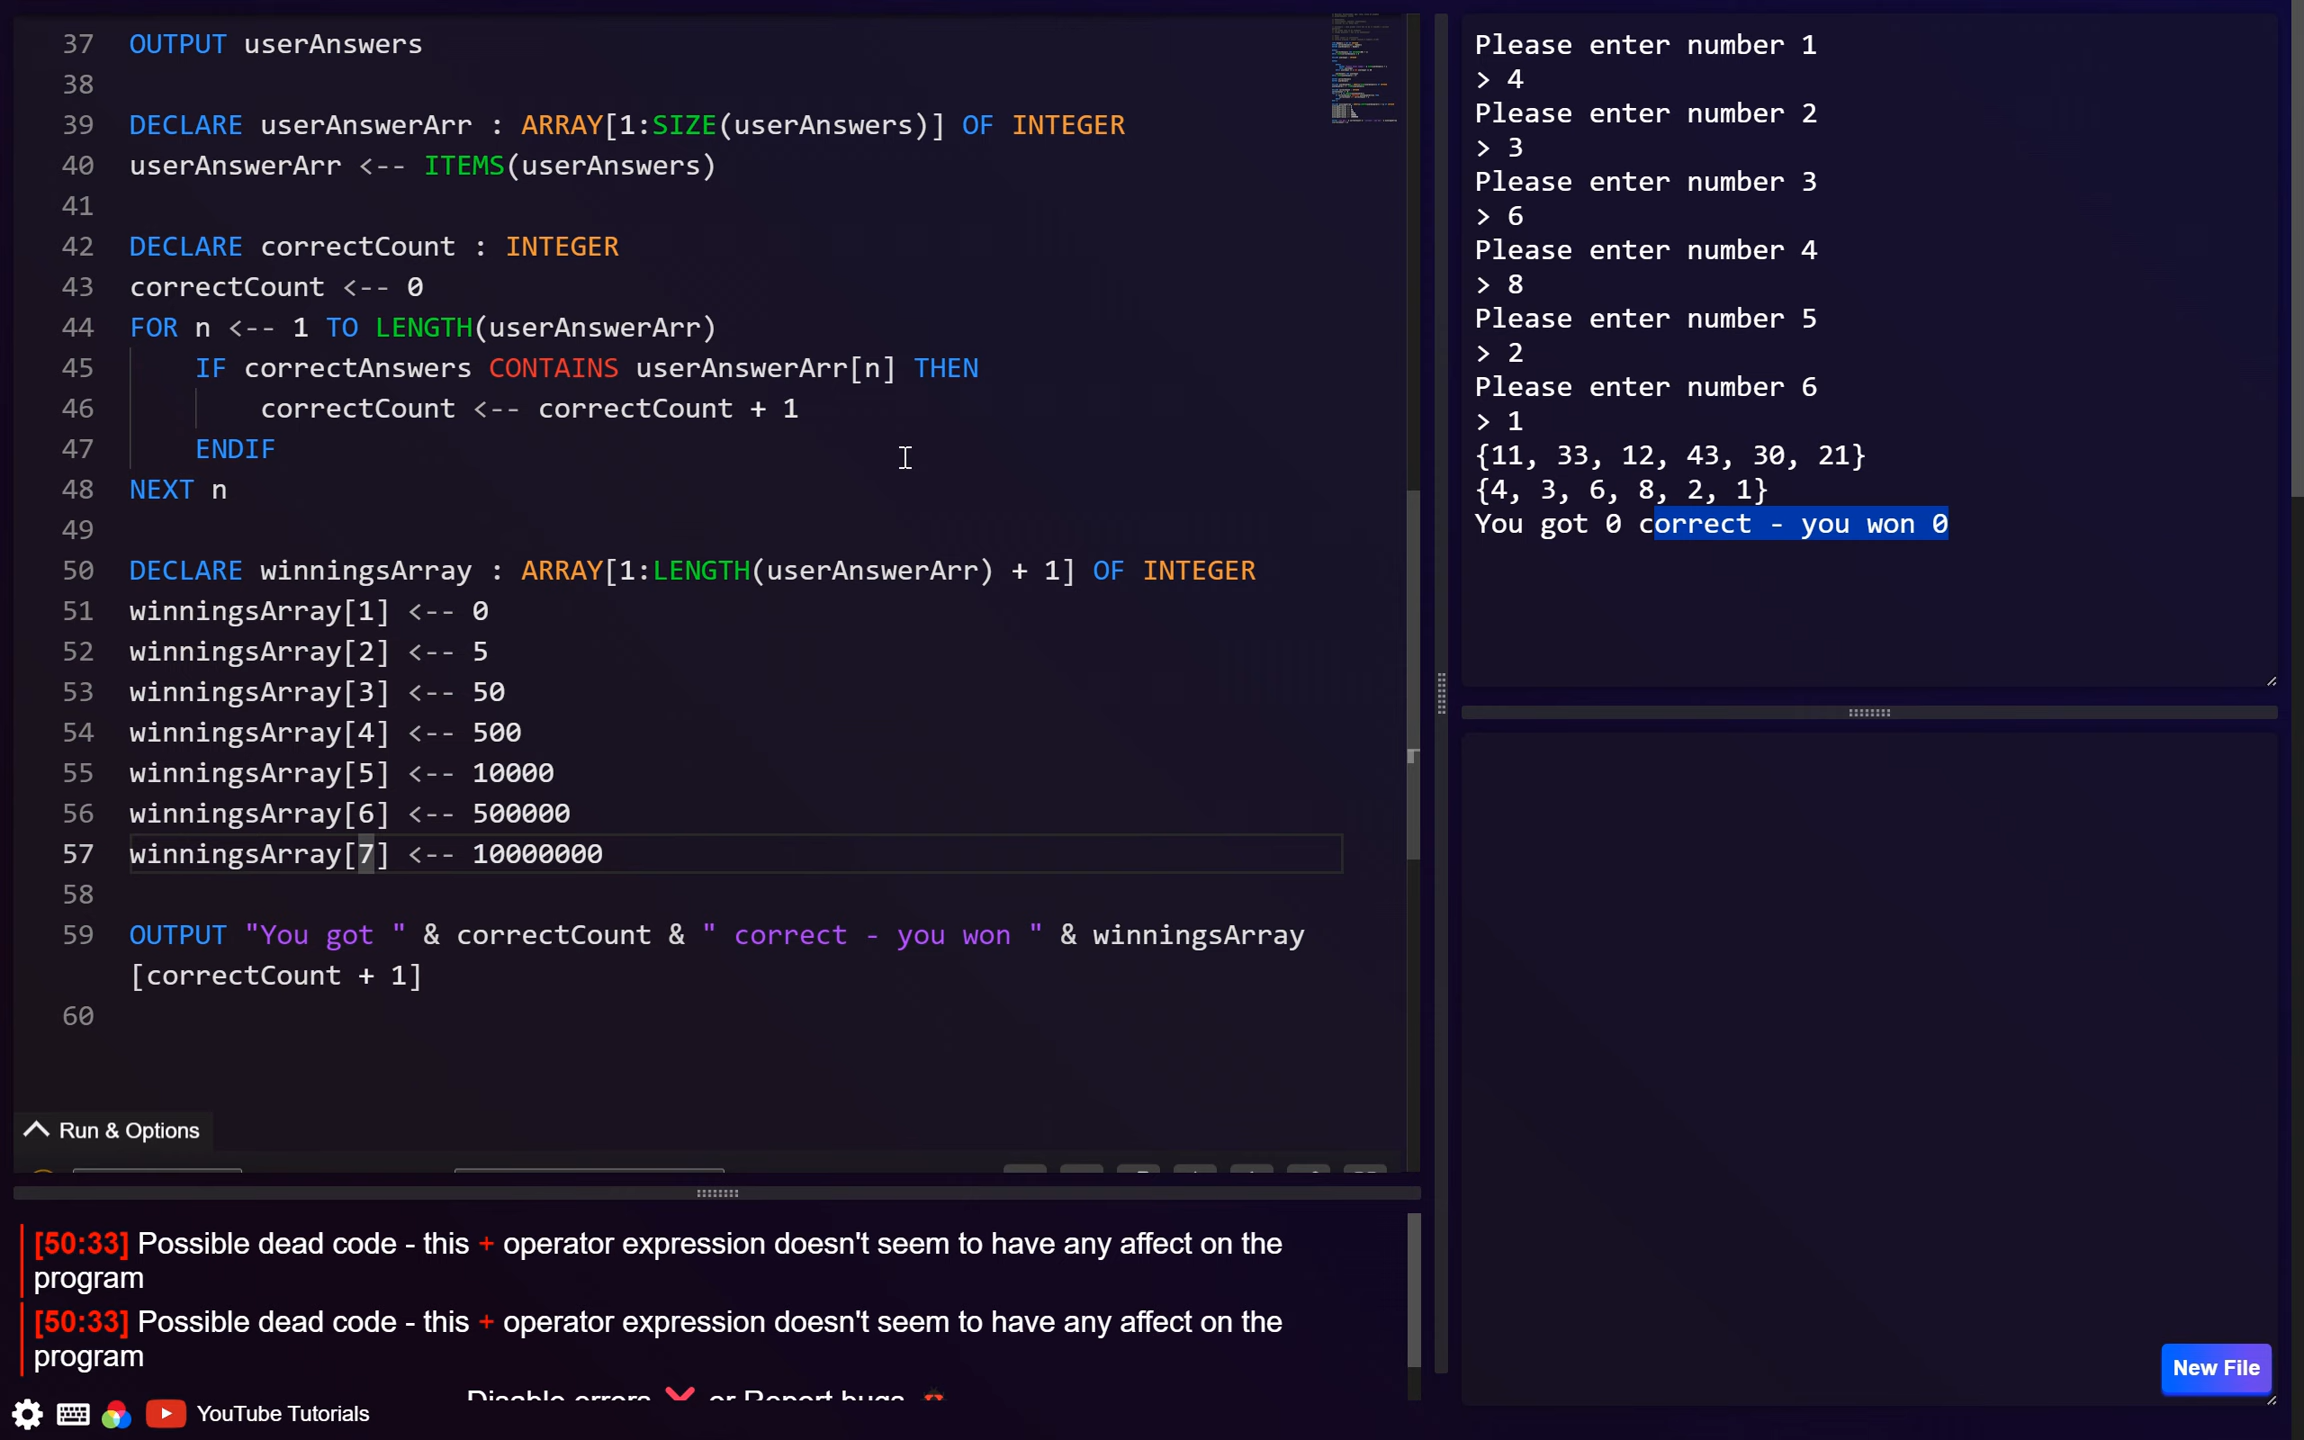 37 OUTPUT userAnswers
38
39 DECLARE userAnswerArr : ARRAY[1:SIZE(userAnswers)] OF INTEGER
40 userAnswerArr <-- ITEMS(userAnswers)
41
42 DECLARE correctCount : INTEGER
43 correctCount <-- 0
44 FOR n <-- 1 TO LENGTH(userAnswerArr)
45 IF correctAnswers CONTAINS userAnswerArr[n] THEN
46 correctCount <-- correctCount + 1
47 ENDIF
48 NEXT n
49
50 DECLARE winningsArray : ARRAY[1:LENGTH(userAnswerArr) + 1] OF INTEGER
51 winningsArray[1] <-- 0
52 winningsArray[2] <-- 5
53 winningsArray[3] <-- 50
54 winningsArray[4] <-- 500
55 winningsArray[5] <-- 10000
56 winningsArray[6] <-- 500000
57 winningsArray[7] <-- 10000000
58
59 OUTPUT "You got " & correctCount & " correct - you won " & winningsArray
[correctCount + 1]
60
Run & Options
[50:33] Possible dead code - this + operator expression doesn't seem to have any affect on the
program
[50:33] Possible dead code - this + operator expression doesn't seem to have any affect on the
program
Disable errors ❌ or Report bugs
YouTube Tutorials
Please enter number 1
> 4
Please enter number 2
> 3
Please enter number 3
> 6
Please enter number 4
> 8
Please enter number 5
> 2
Please enter number 6
> 1
{11, 33, 12, 43, 30, 21}
{4, 3, 6, 8, 2, 1}
You got 0 correct - you won 0
New File